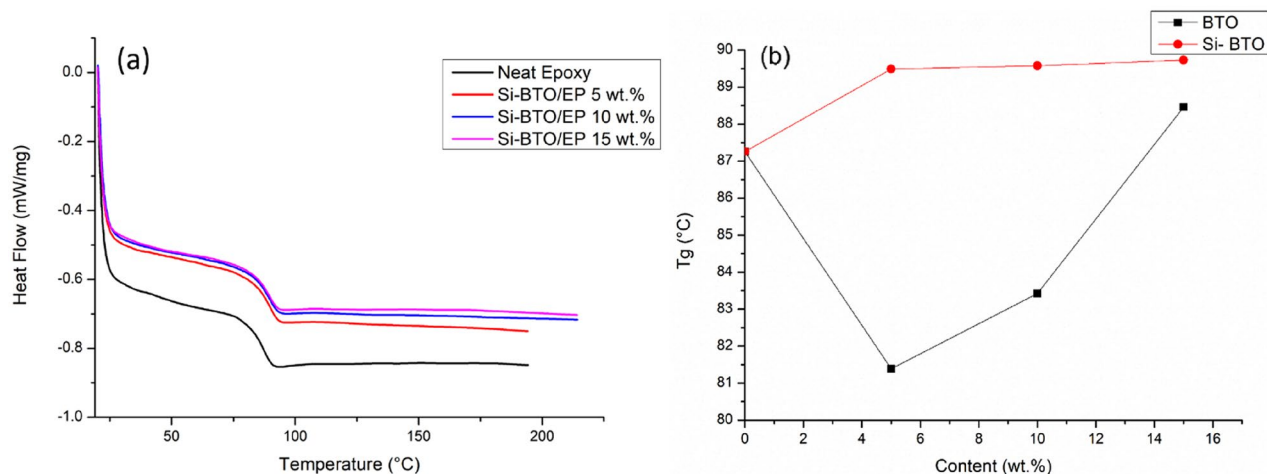 (a)
Neat Epoxy
Si-BTO/EP 5 wt.%
Si-BTO/EP 10 wt.%
Si-BTO/EP 15 wt.%
0.0
-0.2
-0.4
-0.6
-0.8
-1.0
Heat Flow (mW/mg)
50
100
150
200
Temperature (°C)
BTO
Si- BTO
(b)
90
89
88
87
86
85
84
83
82
81
80
Tg (°C)
0
2
4
6
8
10
12
14
16
Content (wt.%)